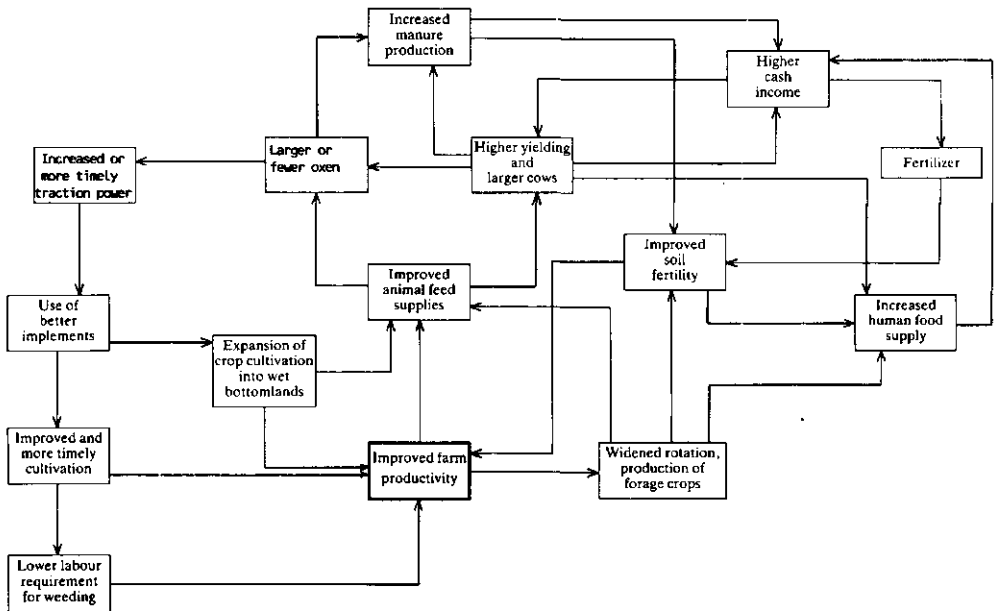 Increased
manure
production
Higher
cash
income
Increased or
more timely
traction power
Larger or
fewer oxen
Higher yielding
and
larger cows
Fertilizer
Improved
soil
fertility
Improved
animal feed
supplies
Use of
better
implements
Increased
human food
supply
Expansion of
crop cultivation
into wet
bottomlands
Improved and
more timely
cultivation
Improved farm
productivity
Widened rotation,
production of
forage crops
Lower labour
requirement
for weeding